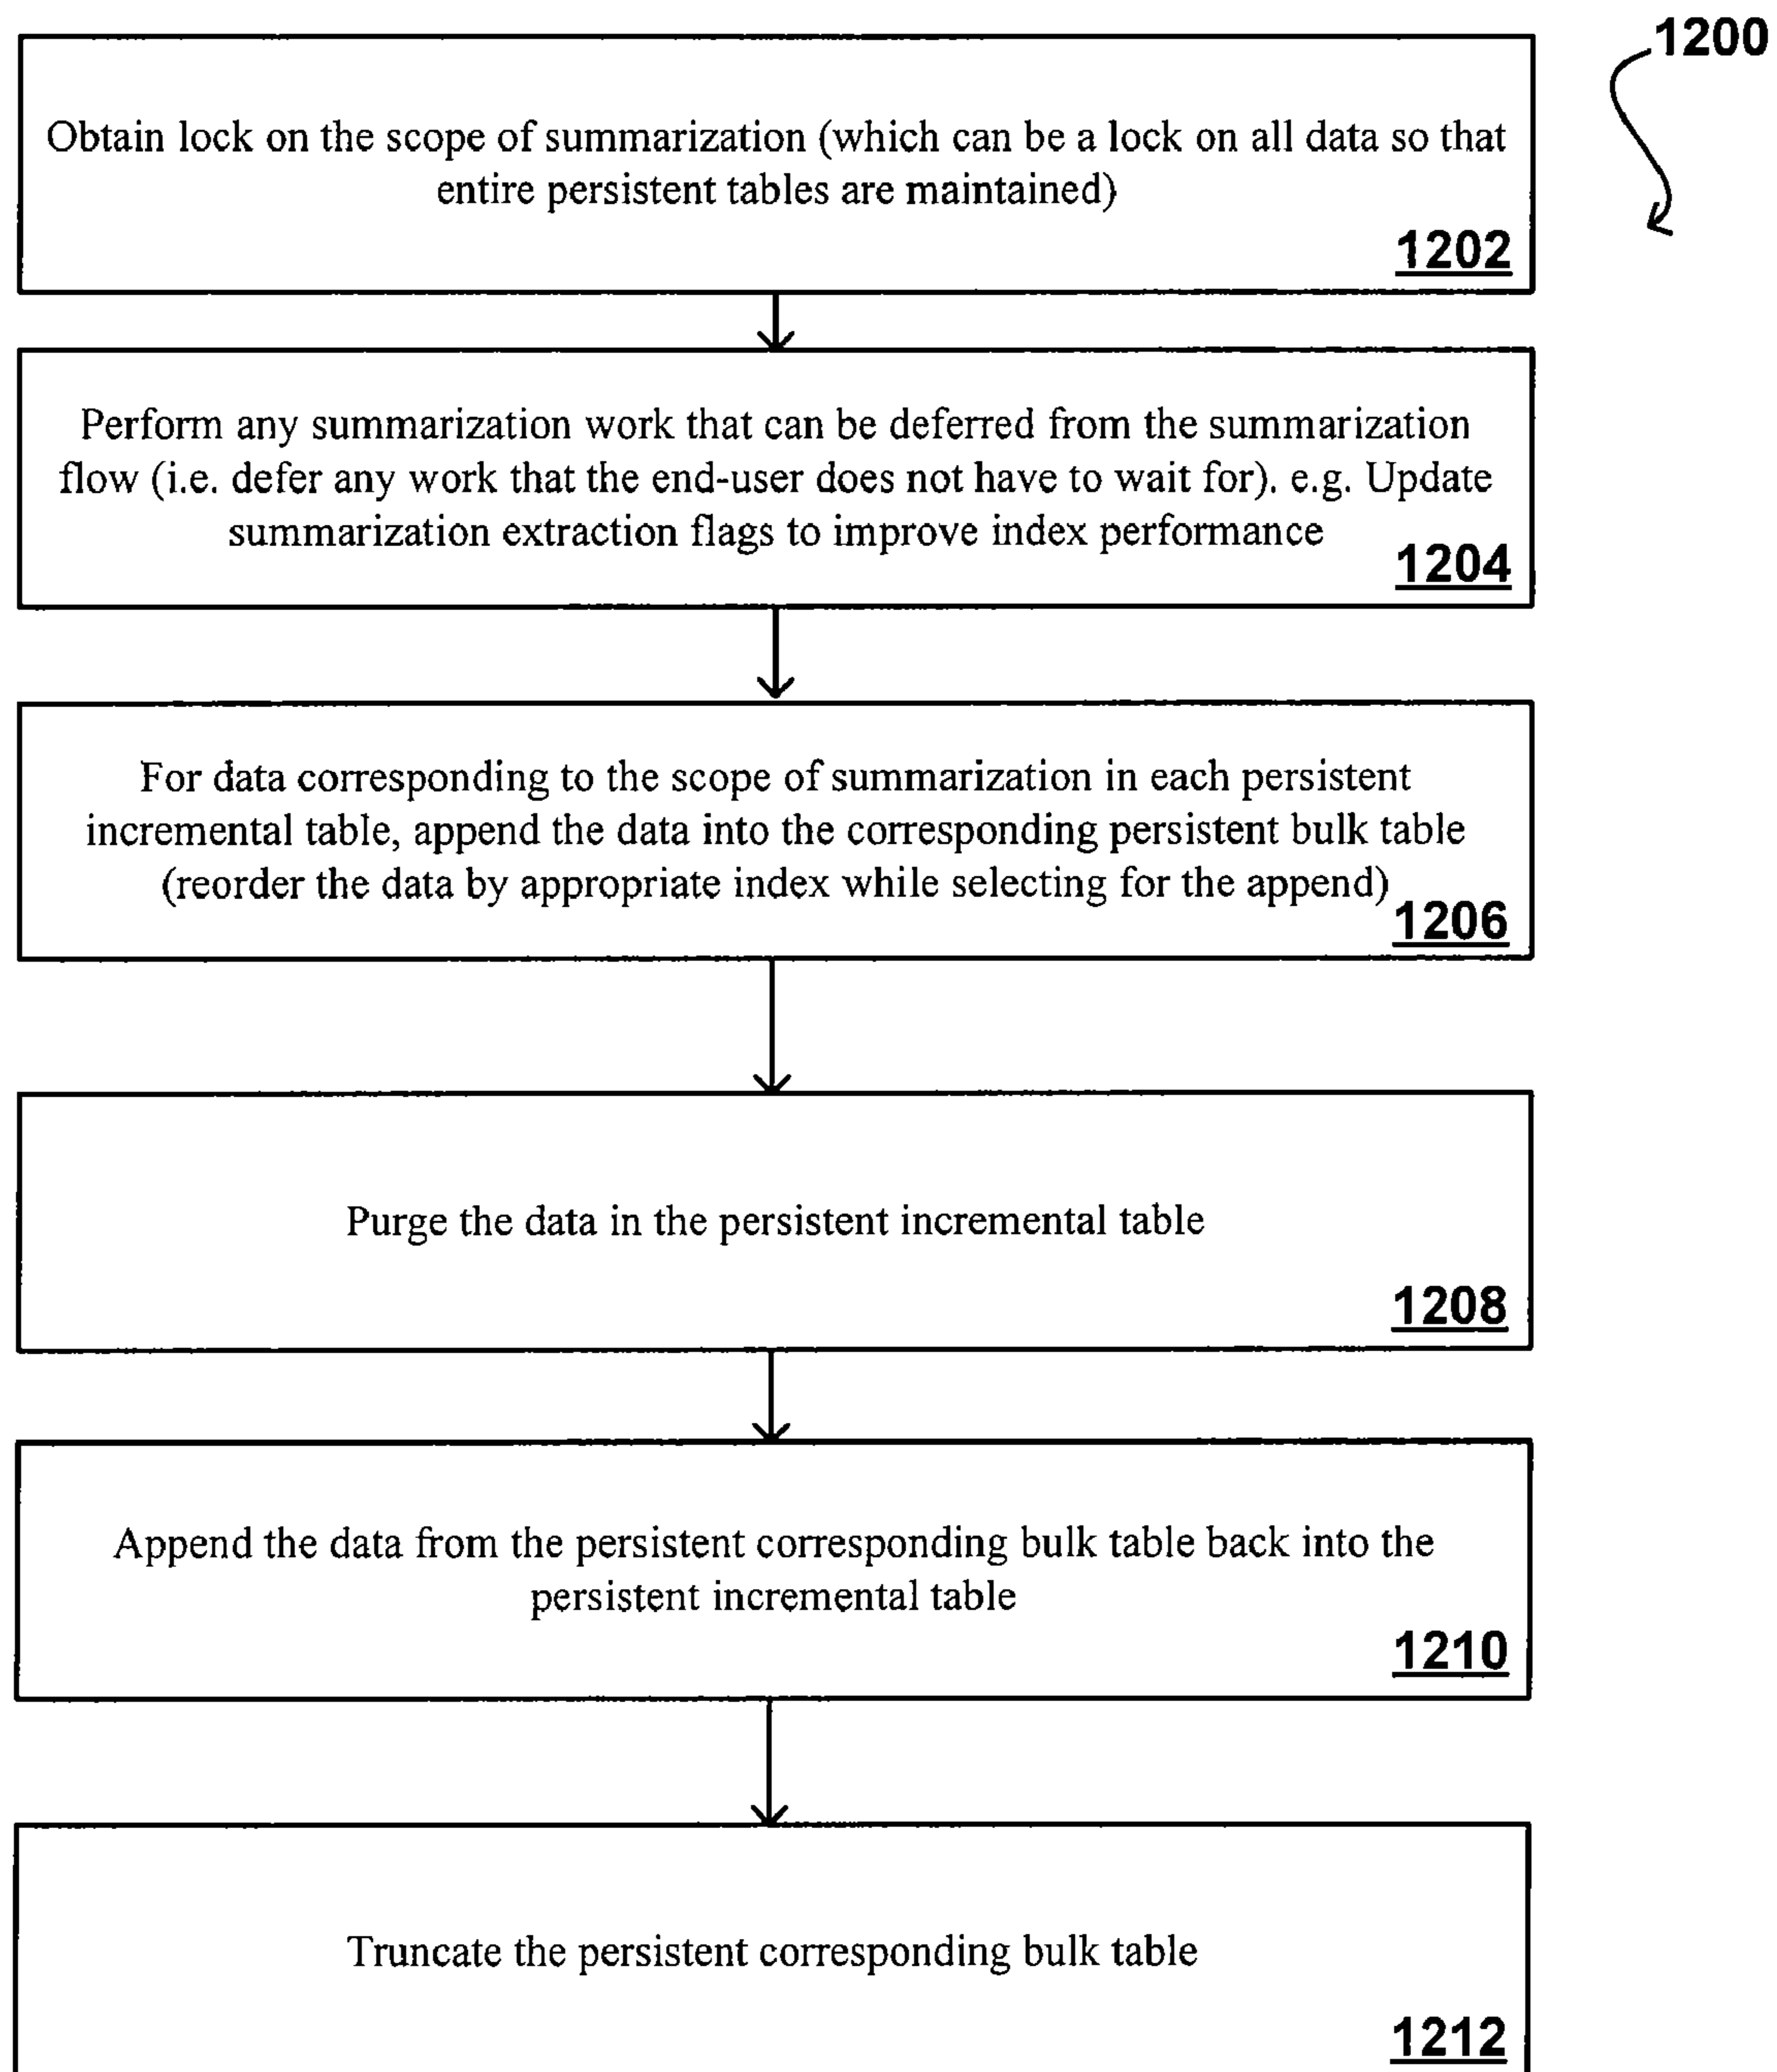 1200
Obtain lock on the scope of summarization (which can be a lock on all data so that
entire persistent tables are maintained)
1202
Perform any summarization work that can be deferred from the summarization
flow (i.e. defer any work that the end-user does not have to wait for). e.g. Update
summarization extraction flags to improve index performance
1204
For data corresponding to the scope of summarization in each persistent
incremental table, append the data into the corresponding persistent bulk table
(reorder the data by appropriate index while selecting for the append)
1206
Purge the data in the persistent incremental table
1208
Append the data from the persistent corresponding bulk table back into the
persistent incremental table
1210
Truncate the persistent corresponding bulk table
1212